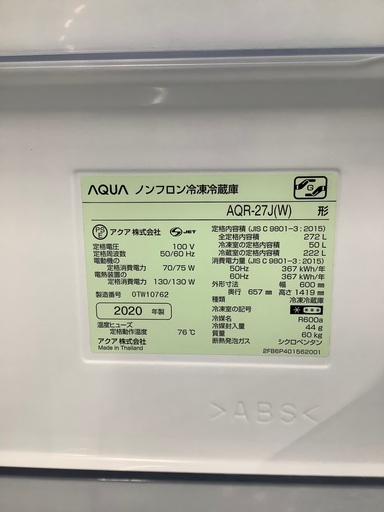 AQUA ノンフロン冷凍冷蔵庫
AQR-27J(W) 形
PSE アクア株式会社 JET
定格電圧 100 V
定格周波数 50/60 Hz
電動機の
定格消費電力 70/75 W
電熱装置の
定格消費電力 130/130 W
製造番号 0TW10762
2020 年製
温度ヒューズ
定格動作温度 76℃
アクア株式会社
Made in Thailand
定格内容積 (JIS C 9801-3 : 2015)
全定格内容積 272 L
冷凍室の定格内容積 50 L
冷蔵室の定格内容積 222 L
消費電力量 (JIS C 9801-3 : 2015)
50Hz 367 kWh/年
60Hz 367 kWh/年
外形寸法 幅 600 mm
奥行 657 mm 高さ 1419 mm
種類 冷凍冷蔵庫
冷凍室の記号
冷媒名 R600a
冷媒封入量 44 g
質量 60 kg
断熱発泡ガス シクロペンタン
2FB6P401562001
>ABS<